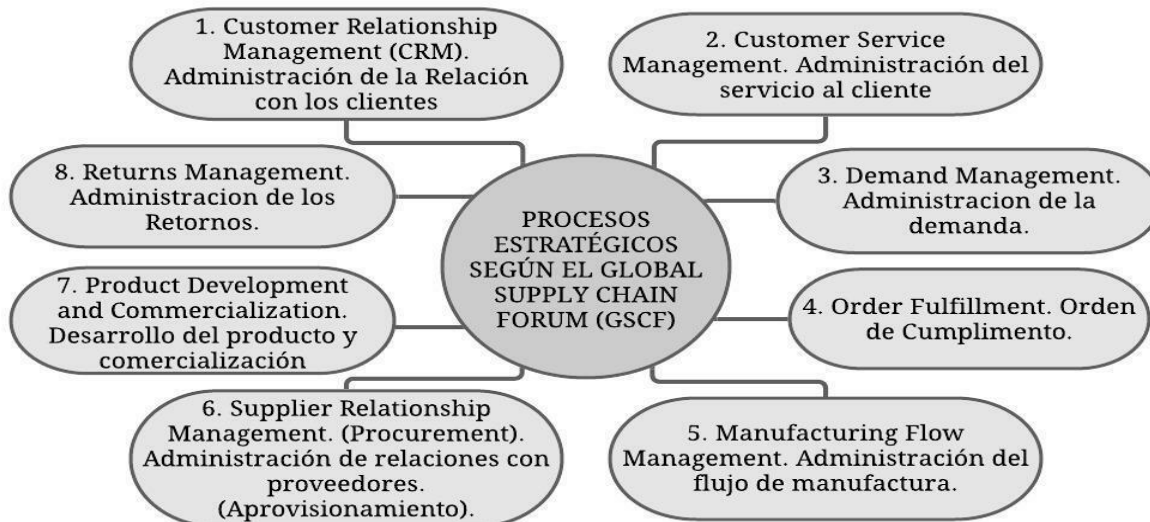 1. Customer Relationship
Management (CRM).
Administración de la Relación
con los clientes
2. Customer Service
Management. Administración del
servicio al cliente
8. Returns Management.
Administracion de los
Retornos.
PROCESOS
ESTRATÉGICOS
SEGÚN EL GLOBAL
SUPPLY CHAIN
FORUM (GSCF)
3. Demand Management.
Administracion de la
demanda.
7. Product Development
and Commercialization.
Desarrollo del producto y
comercialización
4. Order Fulfillment. Orden
de Cumplimento.
6. Supplier Relationship
Management. (Procurement).
Administración de relaciones con
proveedores.
(Aprovisionamiento).
5. Manufacturing Flow
Management. Administración del
flujo de manufactura.